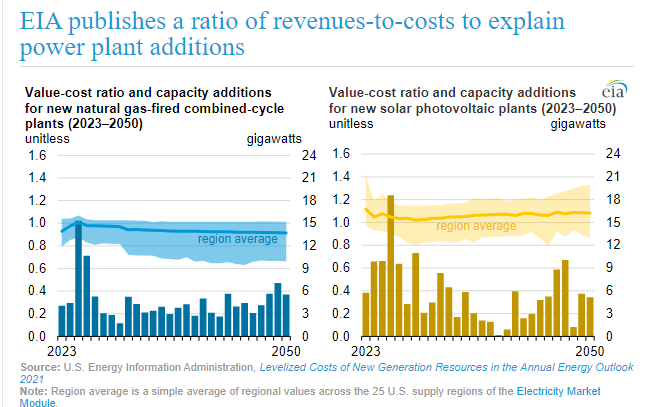 EIA publishes a ratio of revenues-to-costs to explain
power plant additions
Value-cost ratio and capacity additions
for new natural gas-fired combined-cycle
plants (2023–2050)
unitless gigawatts
1.6 24
1.4 21
1.2 18
1.0 15
0.8 12
0.6 9
0.4 6
0.2 3
0.0 0
region average
2023 2050
Value-cost ratio and capacity additions
for new solar photovoltaic plants (2023–2050)
eia
unitless gigawatts
1.6 24
1.4 21
1.2 18
1.0 15
0.8 12
0.6 9
0.4 6
0.2 3
0.0 0
region average
2023 2050
Source: U.S. Energy Information Administration, Levelized Costs of New Generation Resources in the Annual Energy Outlook
2021
Note: Region average is a simple average of regional values across the 25 U.S. supply regions of the Electricity Market
Module.